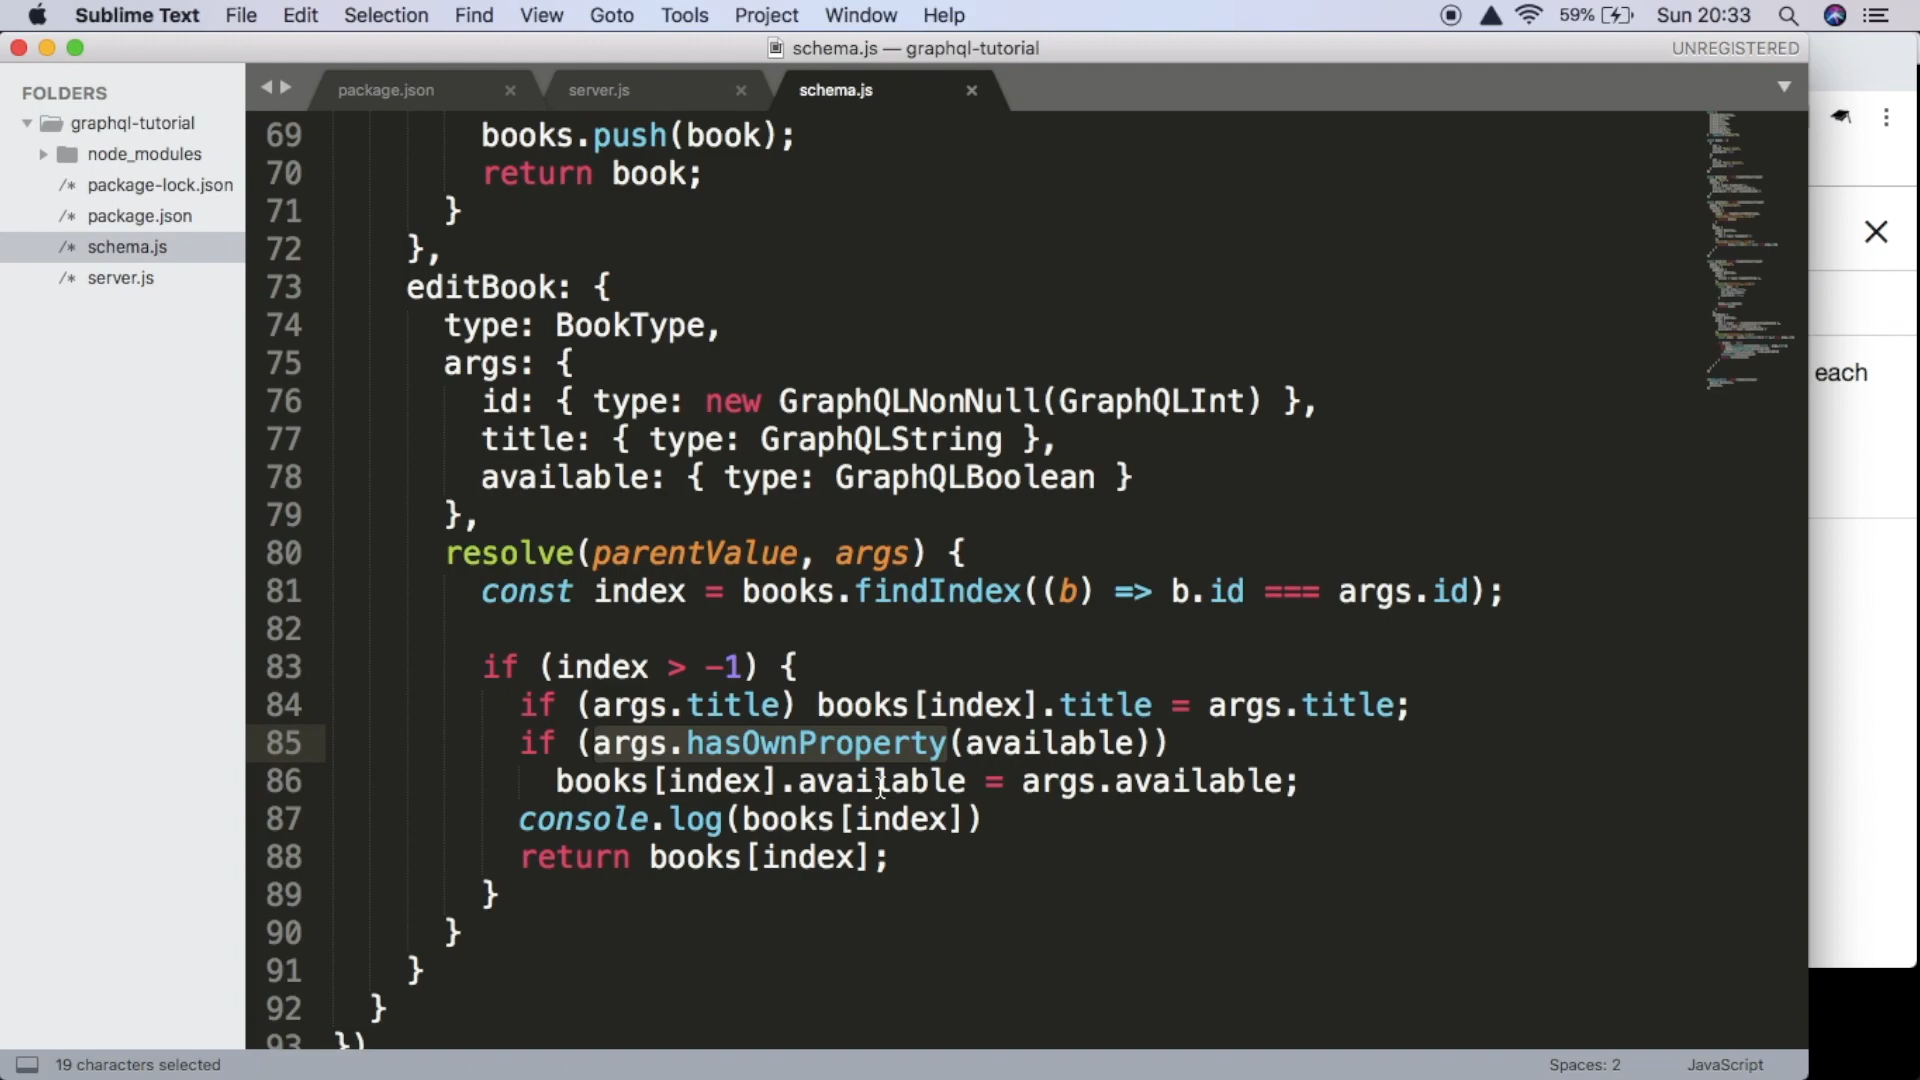 Sublime Text File Edit Selection Find View Goto Tools Project Window Help 59% Sun 20:33
schema.js — graphql-tutorial UNREGISTERED
FOLDERS
graphql-tutorial
node_modules
/* package-lock.json
/* package.json
/* schema.js
/* server.js
package.json server.js schema.js
69 books.push(book);
70 return book;
71 }
72 },
73 editBook: {
74 type: BookType,
75 args: {
76 id: { type: new GraphQLNonNull(GraphQLInt) },
77 title: { type: GraphQLString },
78 available: { type: GraphQLBoolean }
79 },
80 resolve(parentValue, args) {
81 const index = books.findIndex((b) => b.id === args.id);
82
83 if (index > -1) {
84 if (args.title) books[index].title = args.title;
85 if (args.hasOwnProperty(available))
86 books[index].available = args.available;
87 console.log(books[index])
88 return books[index];
89 }
90 }
91 }
92 }
93 })
each
19 characters selected Spaces: 2 JavaScript